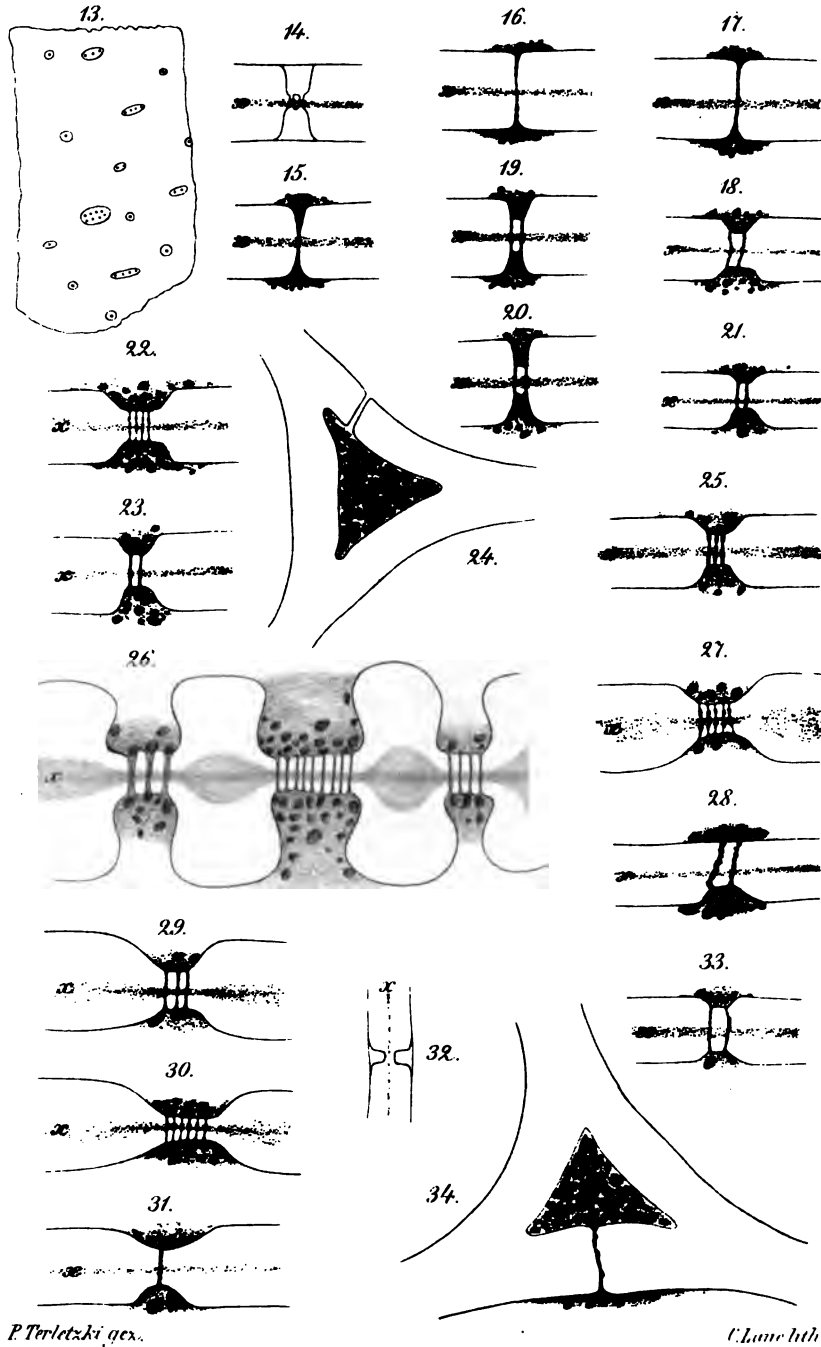 13.
14.
16.
17.
x
x
x
15.
19.
18.
x
x
x
20.
21.
22.
x
x
x
23.
25.
24.
x
26.
27.
x
x
28.
x
29.
33.
x
x
32.
30.
x
34.
31.
x
P. Terletzki gez.
lith